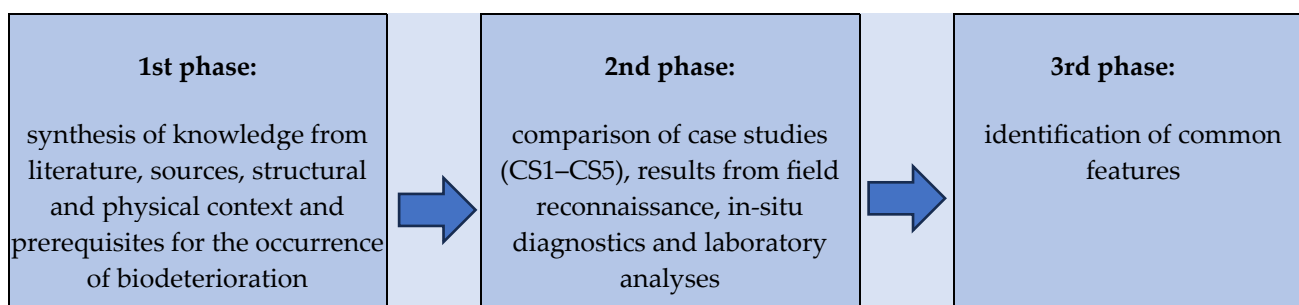 1st phase:
synthesis of knowledge from
literature, sources, structural
and physical context and
prerequisites for the occurrence
of biodeterioration
2nd phase:
comparison of case studies
(CS1–CS5), results from field
reconnaissance, in-situ
diagnostics and laboratory
analyses
3rd phase:
identification of common
features